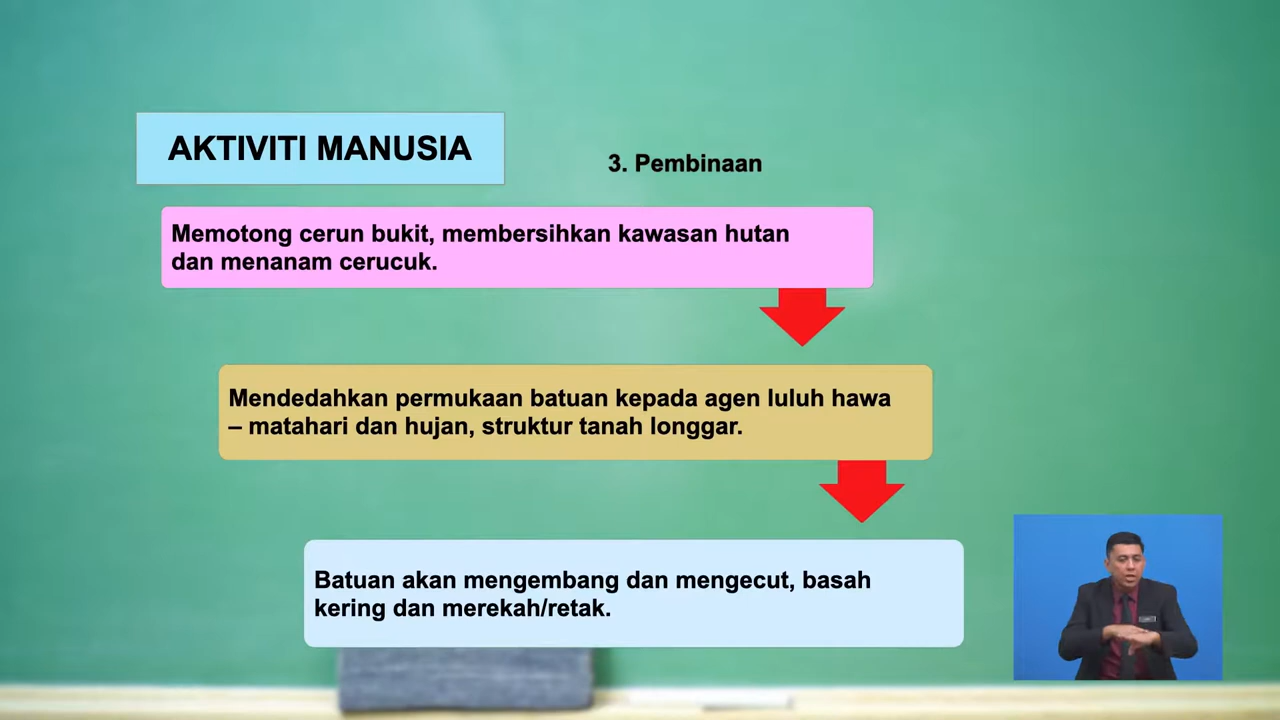 AKTIVITI MANUSIA
3. Pembinaan
Memotong cerun bukit, membersihkan kawasan hutan
dan menanam cerucuk.
Mendedahkan permukaan batuan kepada agen luluh hawa
– matahari dan hujan, struktur tanah longgar.
Batuan akan mengembang dan mengecut, basah
kering dan merekah/retak.